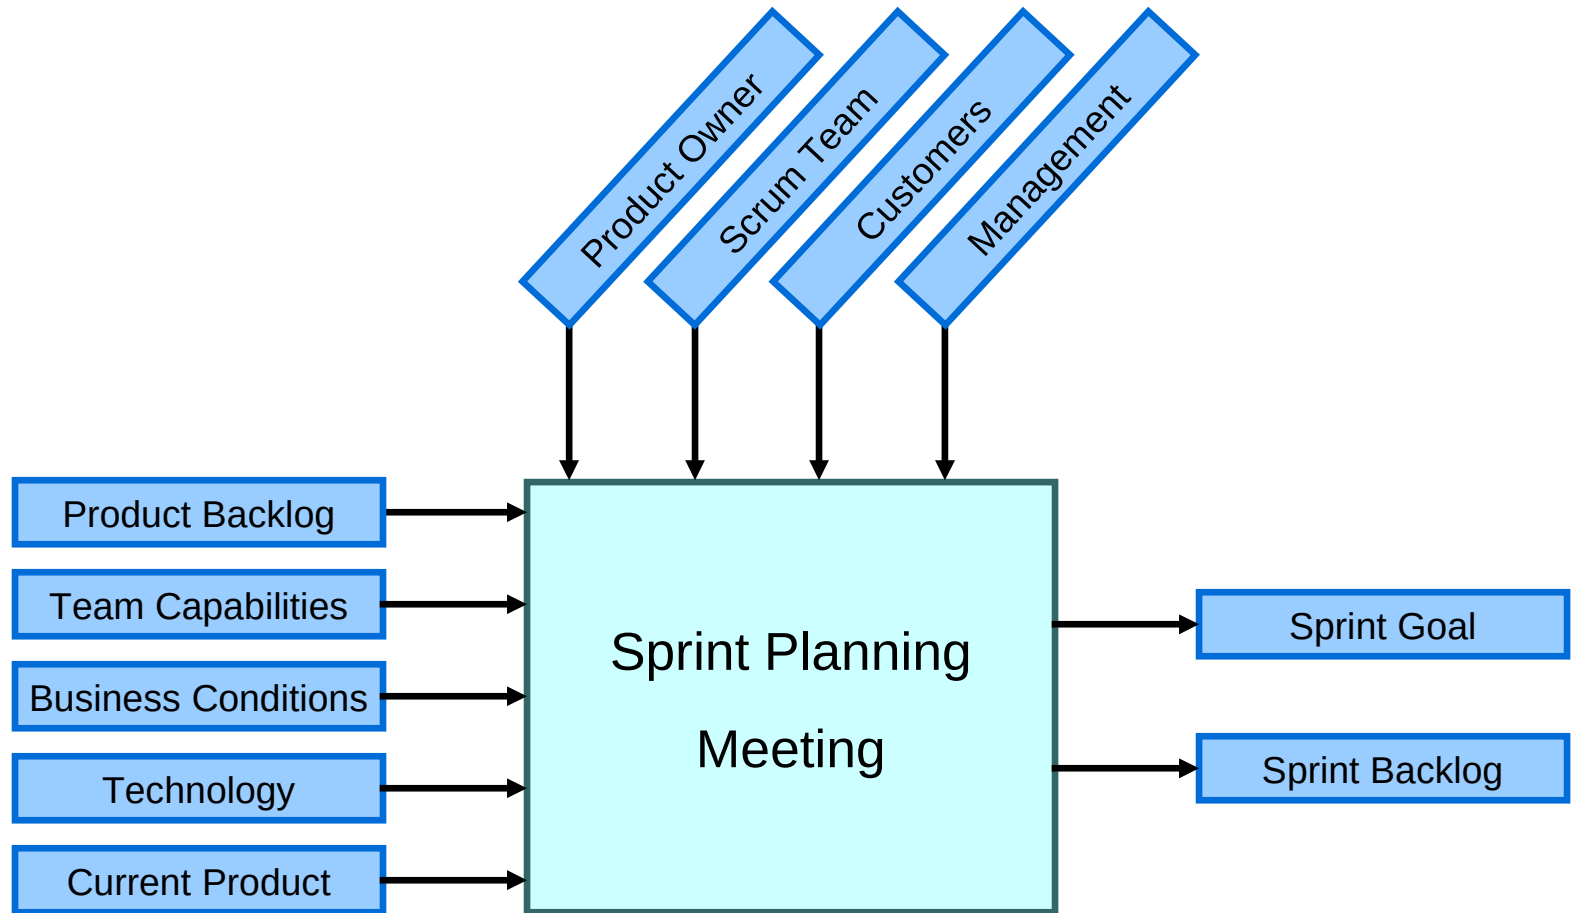 Product Owner
Scrum Team
Customers
Management
Product Backlog
Team Capabilities
Business Conditions
Technology
Current Product
Sprint Planning
Meeting
Sprint Goal
Sprint Backlog